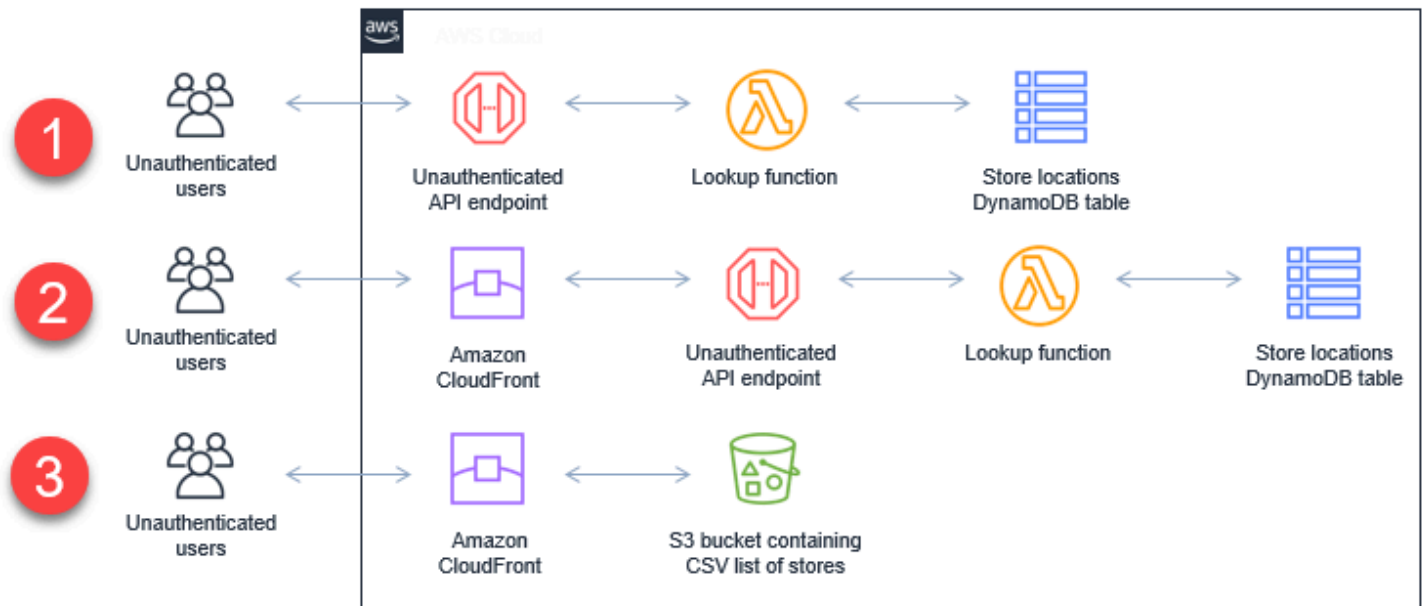 aws
AWS Cloud
1
Unauthenticated
users
Unauthenticated
API endpoint
Lookup function
Store locations
DynamoDB table
2
Unauthenticated
users
Amazon
CloudFront
Unauthenticated
API endpoint
Lookup function
Store locations
DynamoDB table
3
Unauthenticated
users
Amazon
CloudFront
S3 bucket containing
CSV list of stores